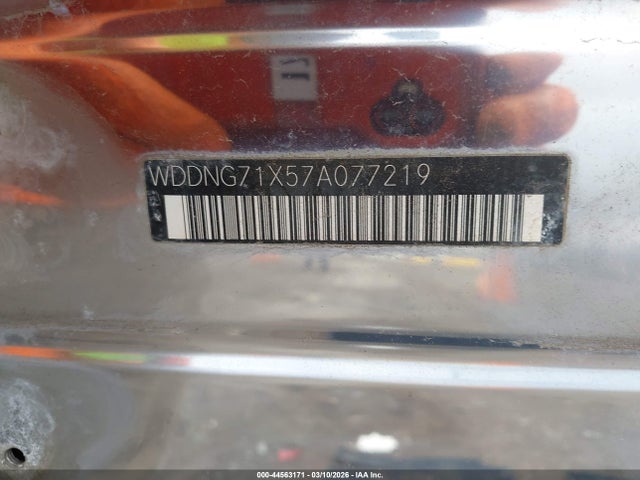 WDDNG71X57A077219
000-44563171 | 03/10/2026 | IAA Inc.